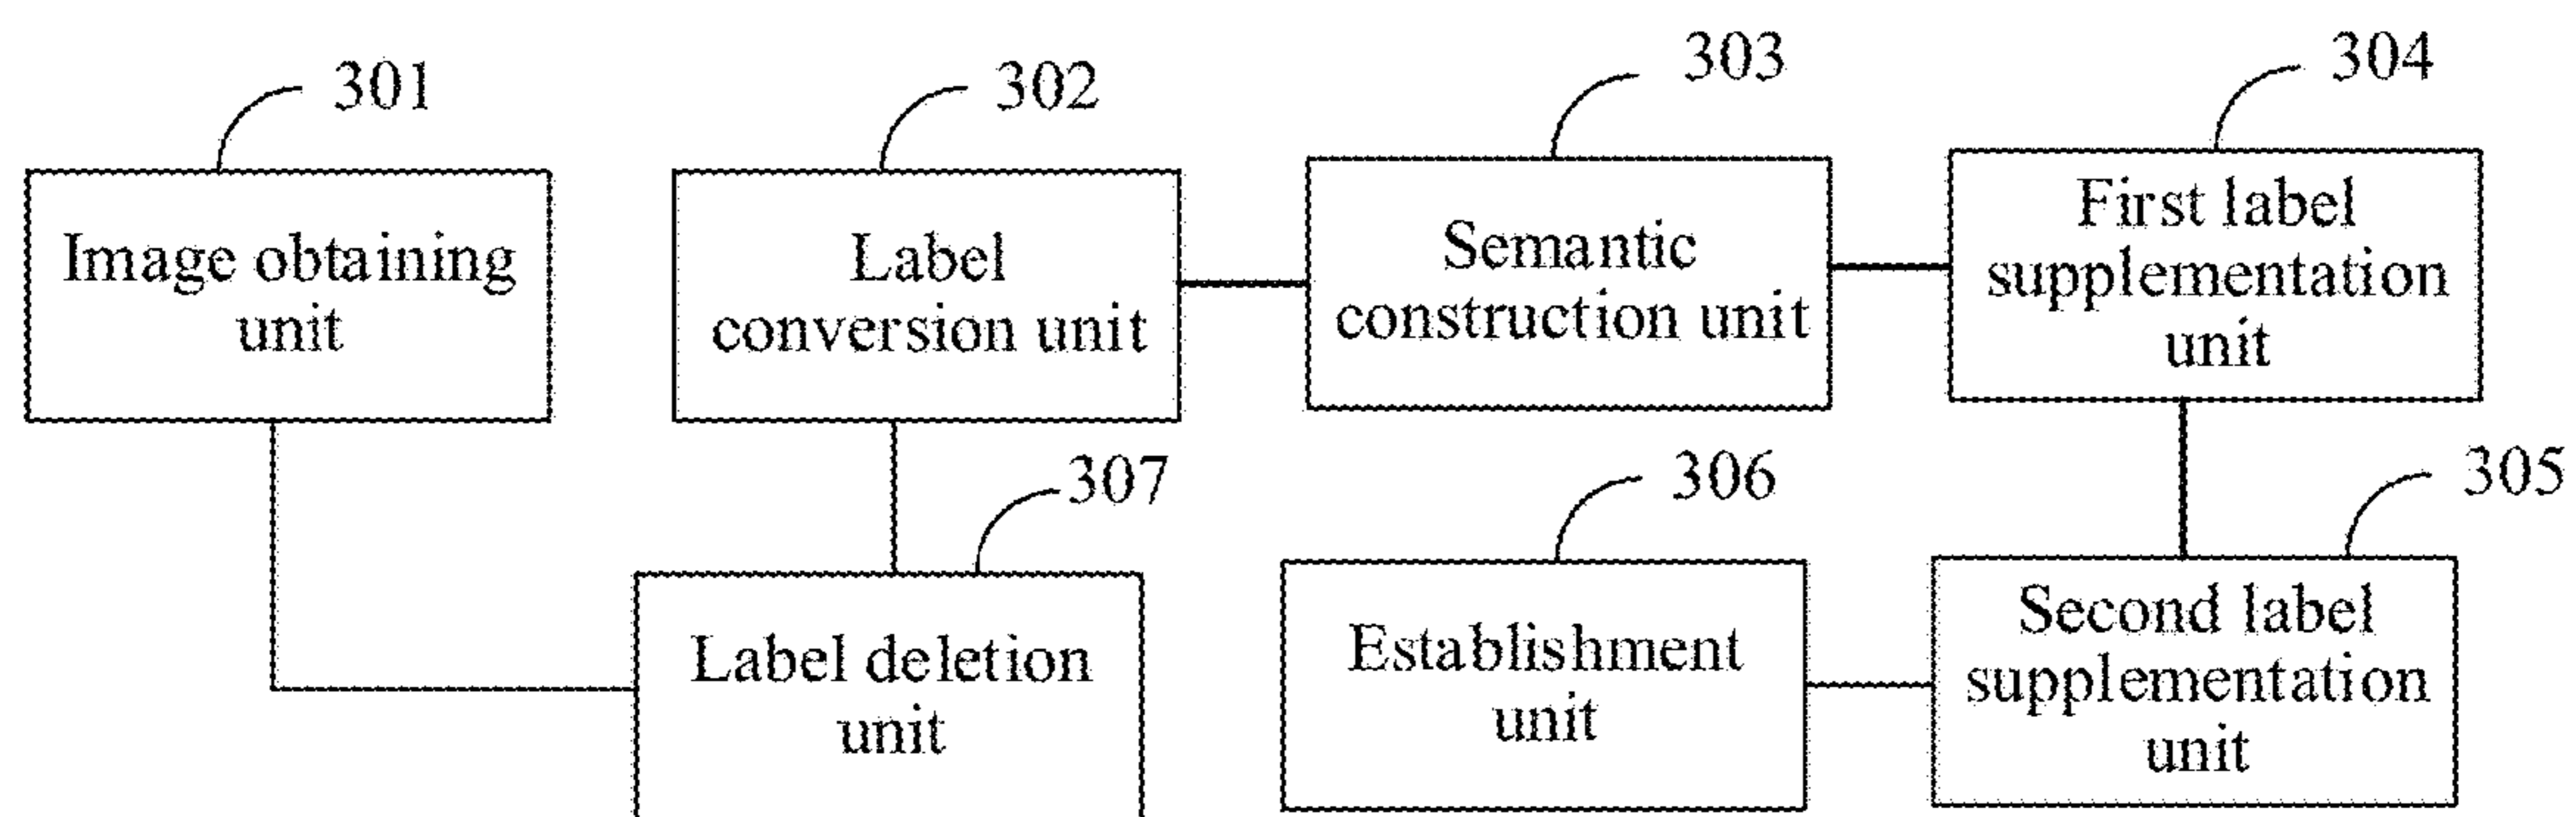 301
302
303
304
Image obtaining
unit
Label
conversion unit
Semantic
construction unit
First label
supplementation
unit
307
306
305
Label deletion
unit
Establishment
unit
Second label
supplementation
unit